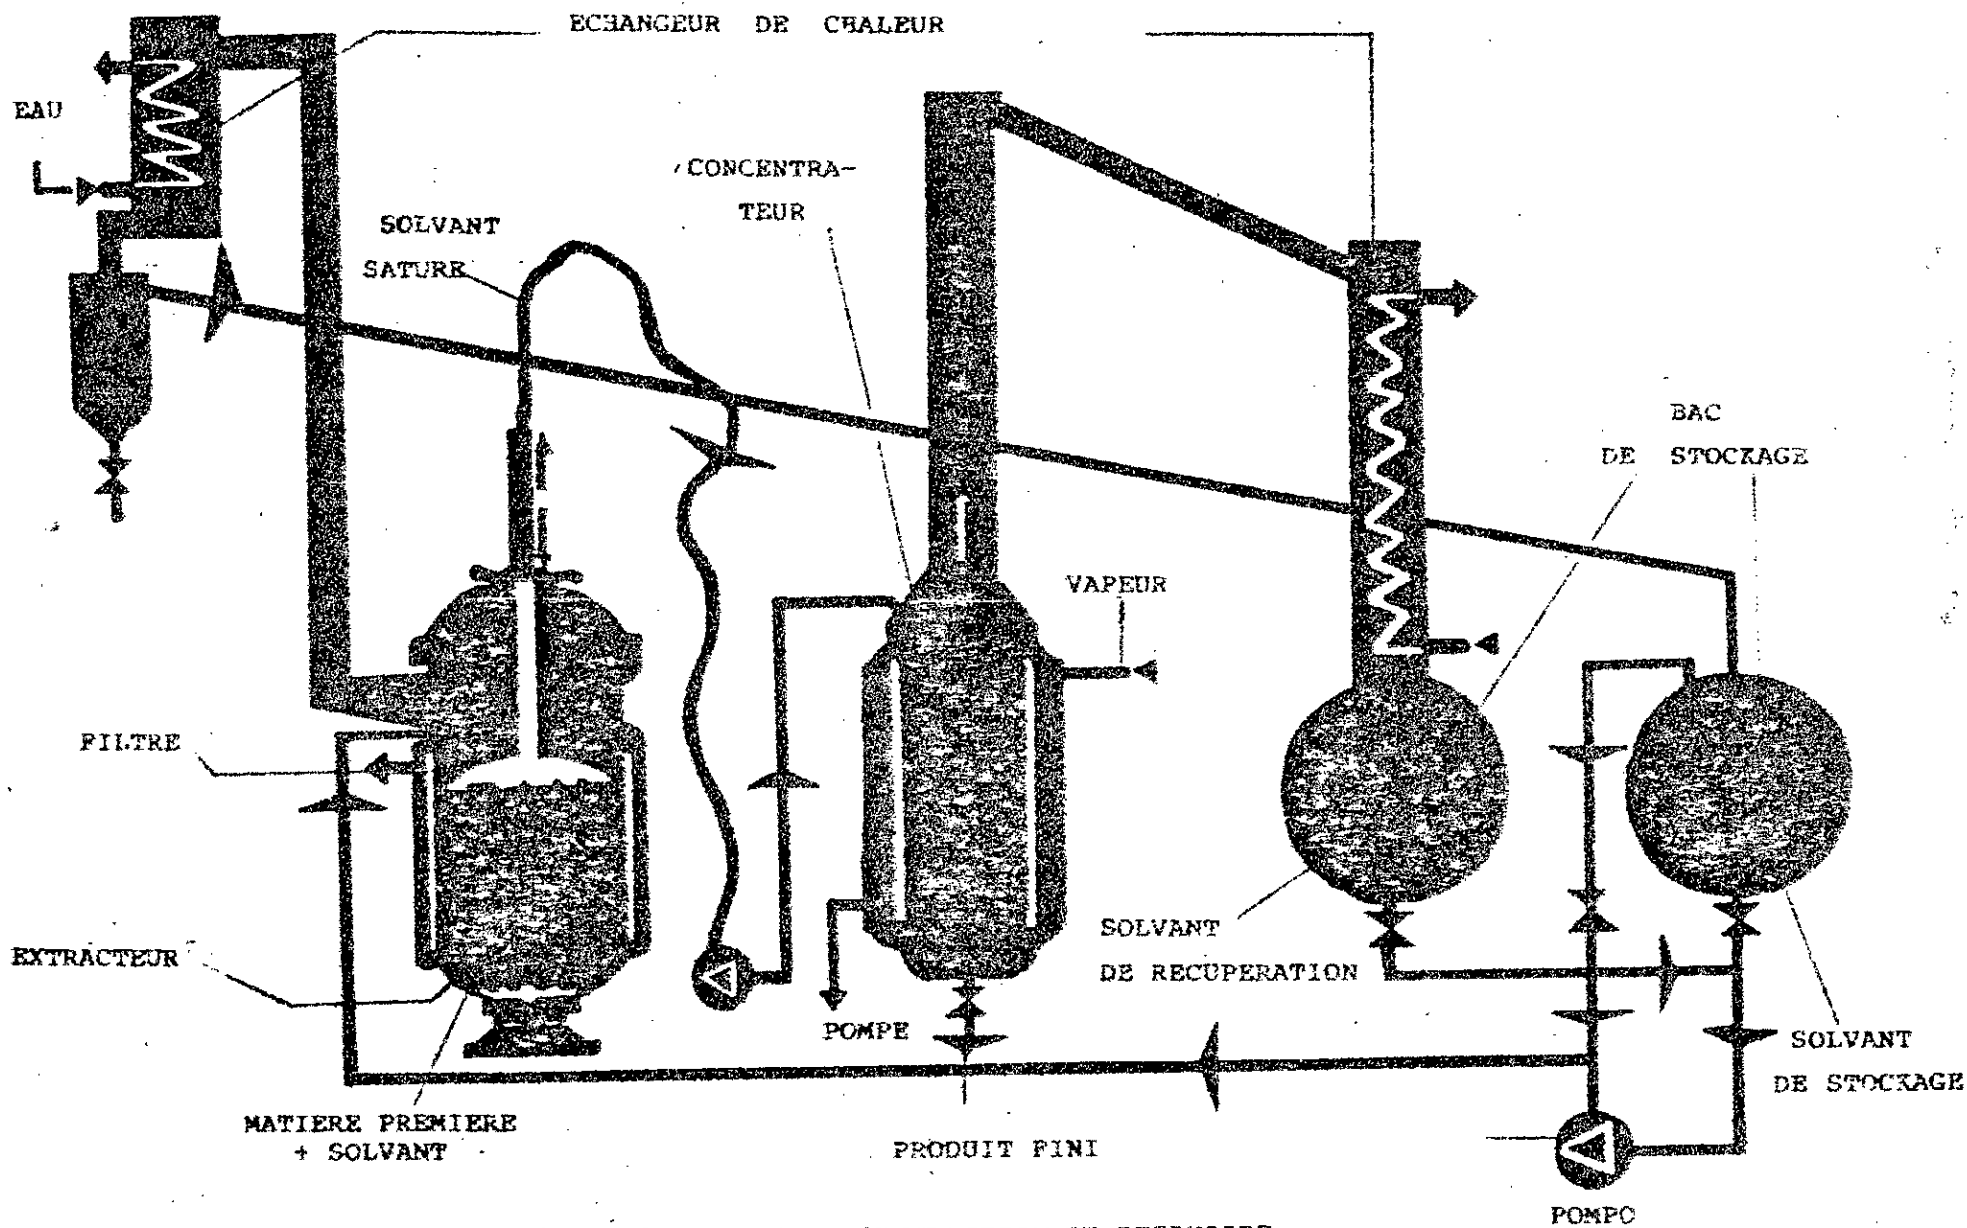 ECHANGEUR DE CHALEUR
EAU
CONCENTRA-
TEUR
SOLVANT
SATURE
BAC
DE STOCKAGE
VAPEUR
FILTRE
SOLVANT
DE RECUPERATION
EXTRACTEUR
POMPE
SOLVANT
DE STOCKAGE
MATIERE PREMIERE
+ SOLVANT
PRODUIT FINI
POMPO